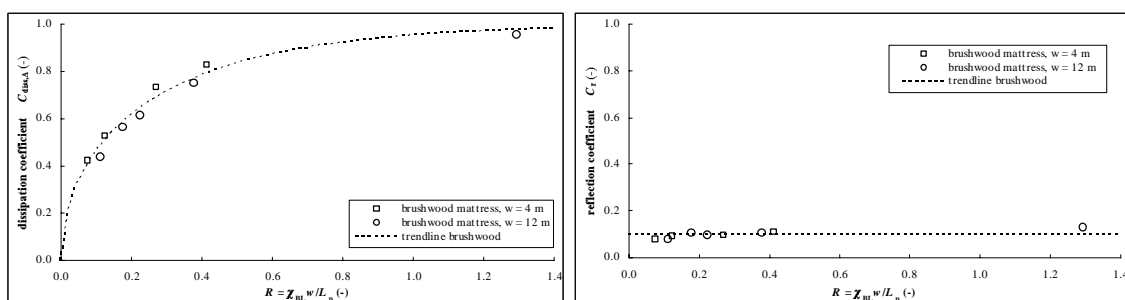 1.0
0.8
0.6
0.4
0.2
0.0
dissipation coefficient C_diss,Δ (-)
brushwood mattress, w = 4 m
brushwood mattress, w = 12 m
trendline brushwood
0.0 0.2 0.4 0.6 0.8 1.0 1.2 1.4
R = χ_BL w/L_p (-)
1.0
0.8
0.6
0.4
0.2
0.0
reflection coefficient C_r (-)
brushwood mattress, w = 4 m
brushwood mattress, w = 12 m
trendline brushwood
0.0 0.2 0.4 0.6 0.8 1.0 1.2 1.4
R = χ_BL w/L_p (-)